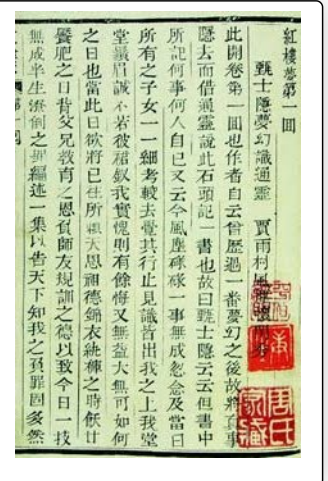 紅樓夢第一回
甄士隱夢幻識通靈 賈雨村風塵懷閨秀
此開卷第一回也作者自云曾歷過一番夢幻之後故將真事
隱去而借通靈說此石頭記一書也故曰甄士隱云云但書中
所記何事何人自己又云今風塵碌碌一事無成忽念及當日
所有之子女一一細考較去覺其行止見識皆出我之上我堂
堂鬚眉誠不若彼裙釵我實愧則有餘悔又無益大無可如何
之日也當此日欲將已往所賴天恩祖德錦衣紈褲之時飫甘
饜肥之日背父兄教育之恩負師友規訓之德以致今日一技
無成半生潦倒之罪編述一集以告天下知我之負罪固多然
周氏家藏